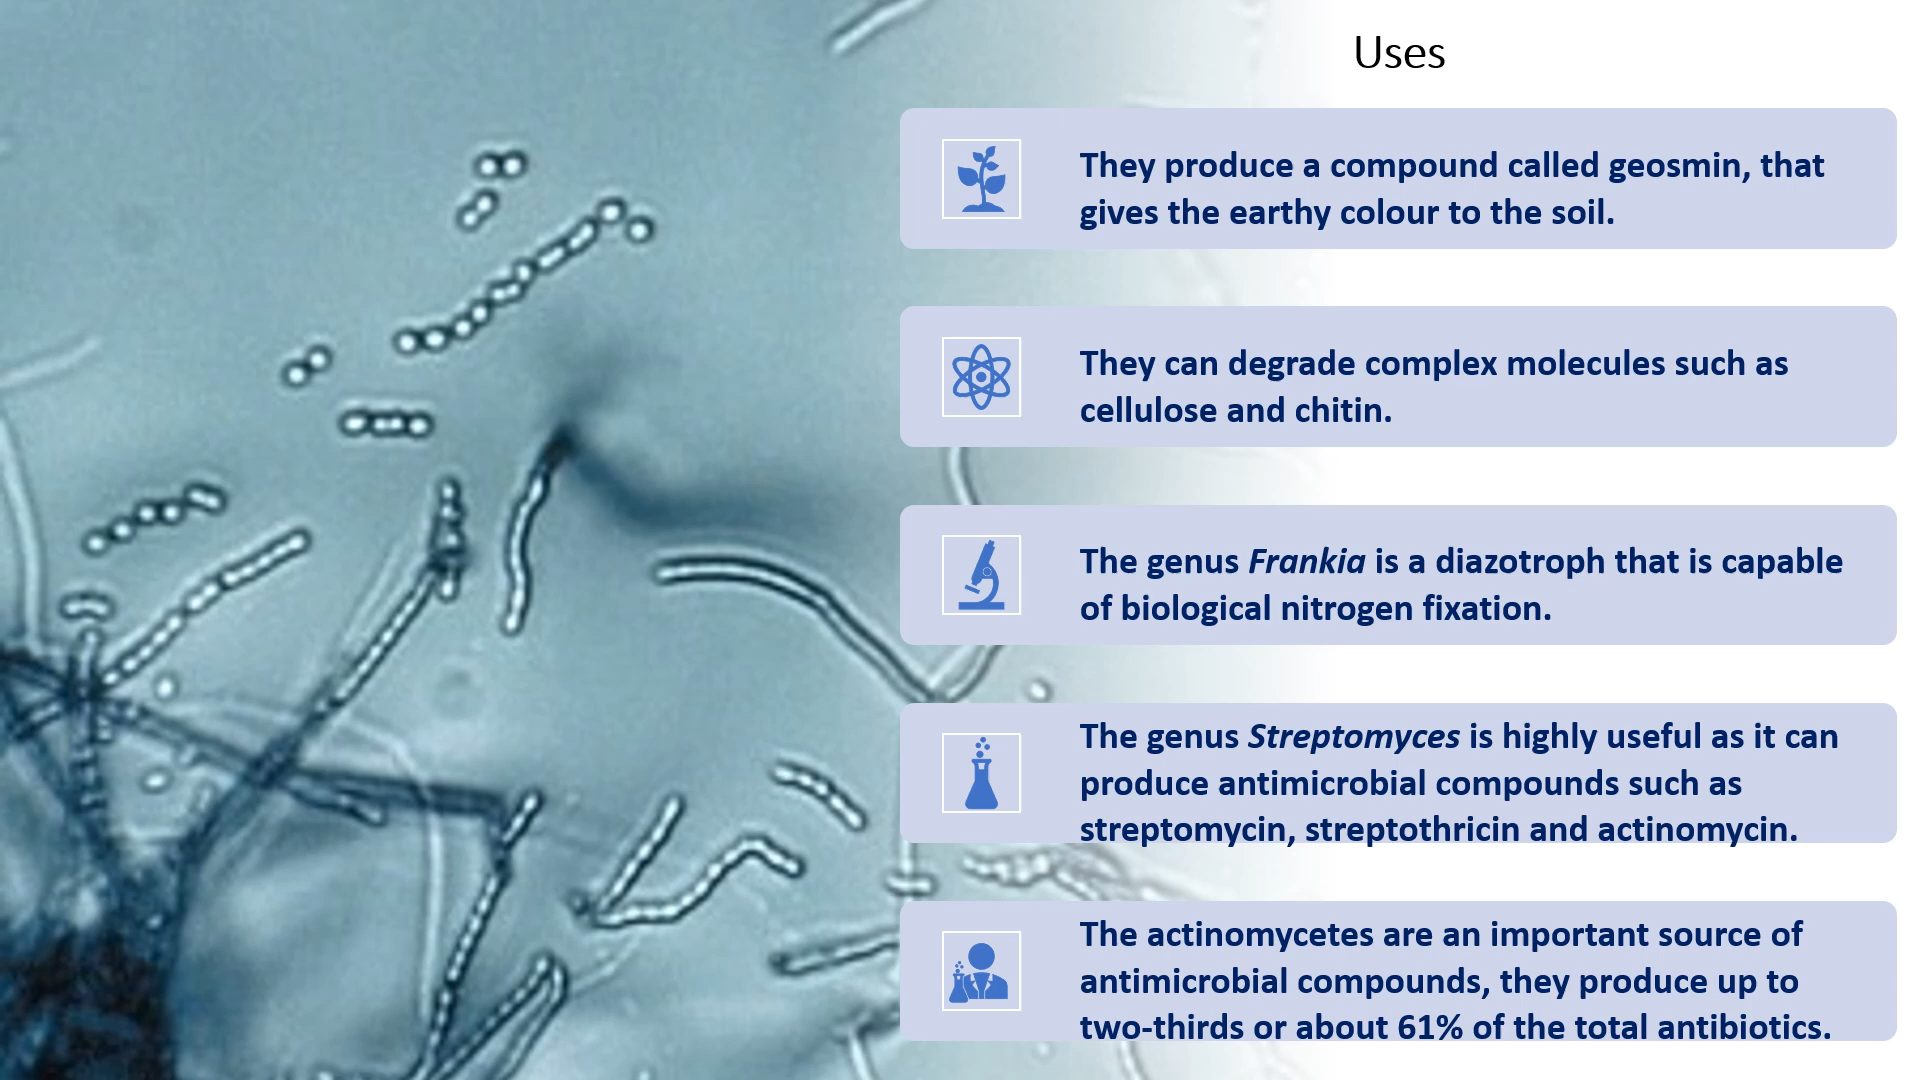 Uses
They produce a compound called geosmin, that
gives the earthy colour to the soil.
They can degrade complex molecules such as
cellulose and chitin.
The genus Frankia is a diazotroph that is capable
of biological nitrogen fixation.
The genus Streptomyces is highly useful as it can
produce antimicrobial compounds such as
streptomycin, streptothricin and actinomycin.
The actinomycetes are an important source of
antimicrobial compounds, they produce up to
two-thirds or about 61% of the total antibiotics.